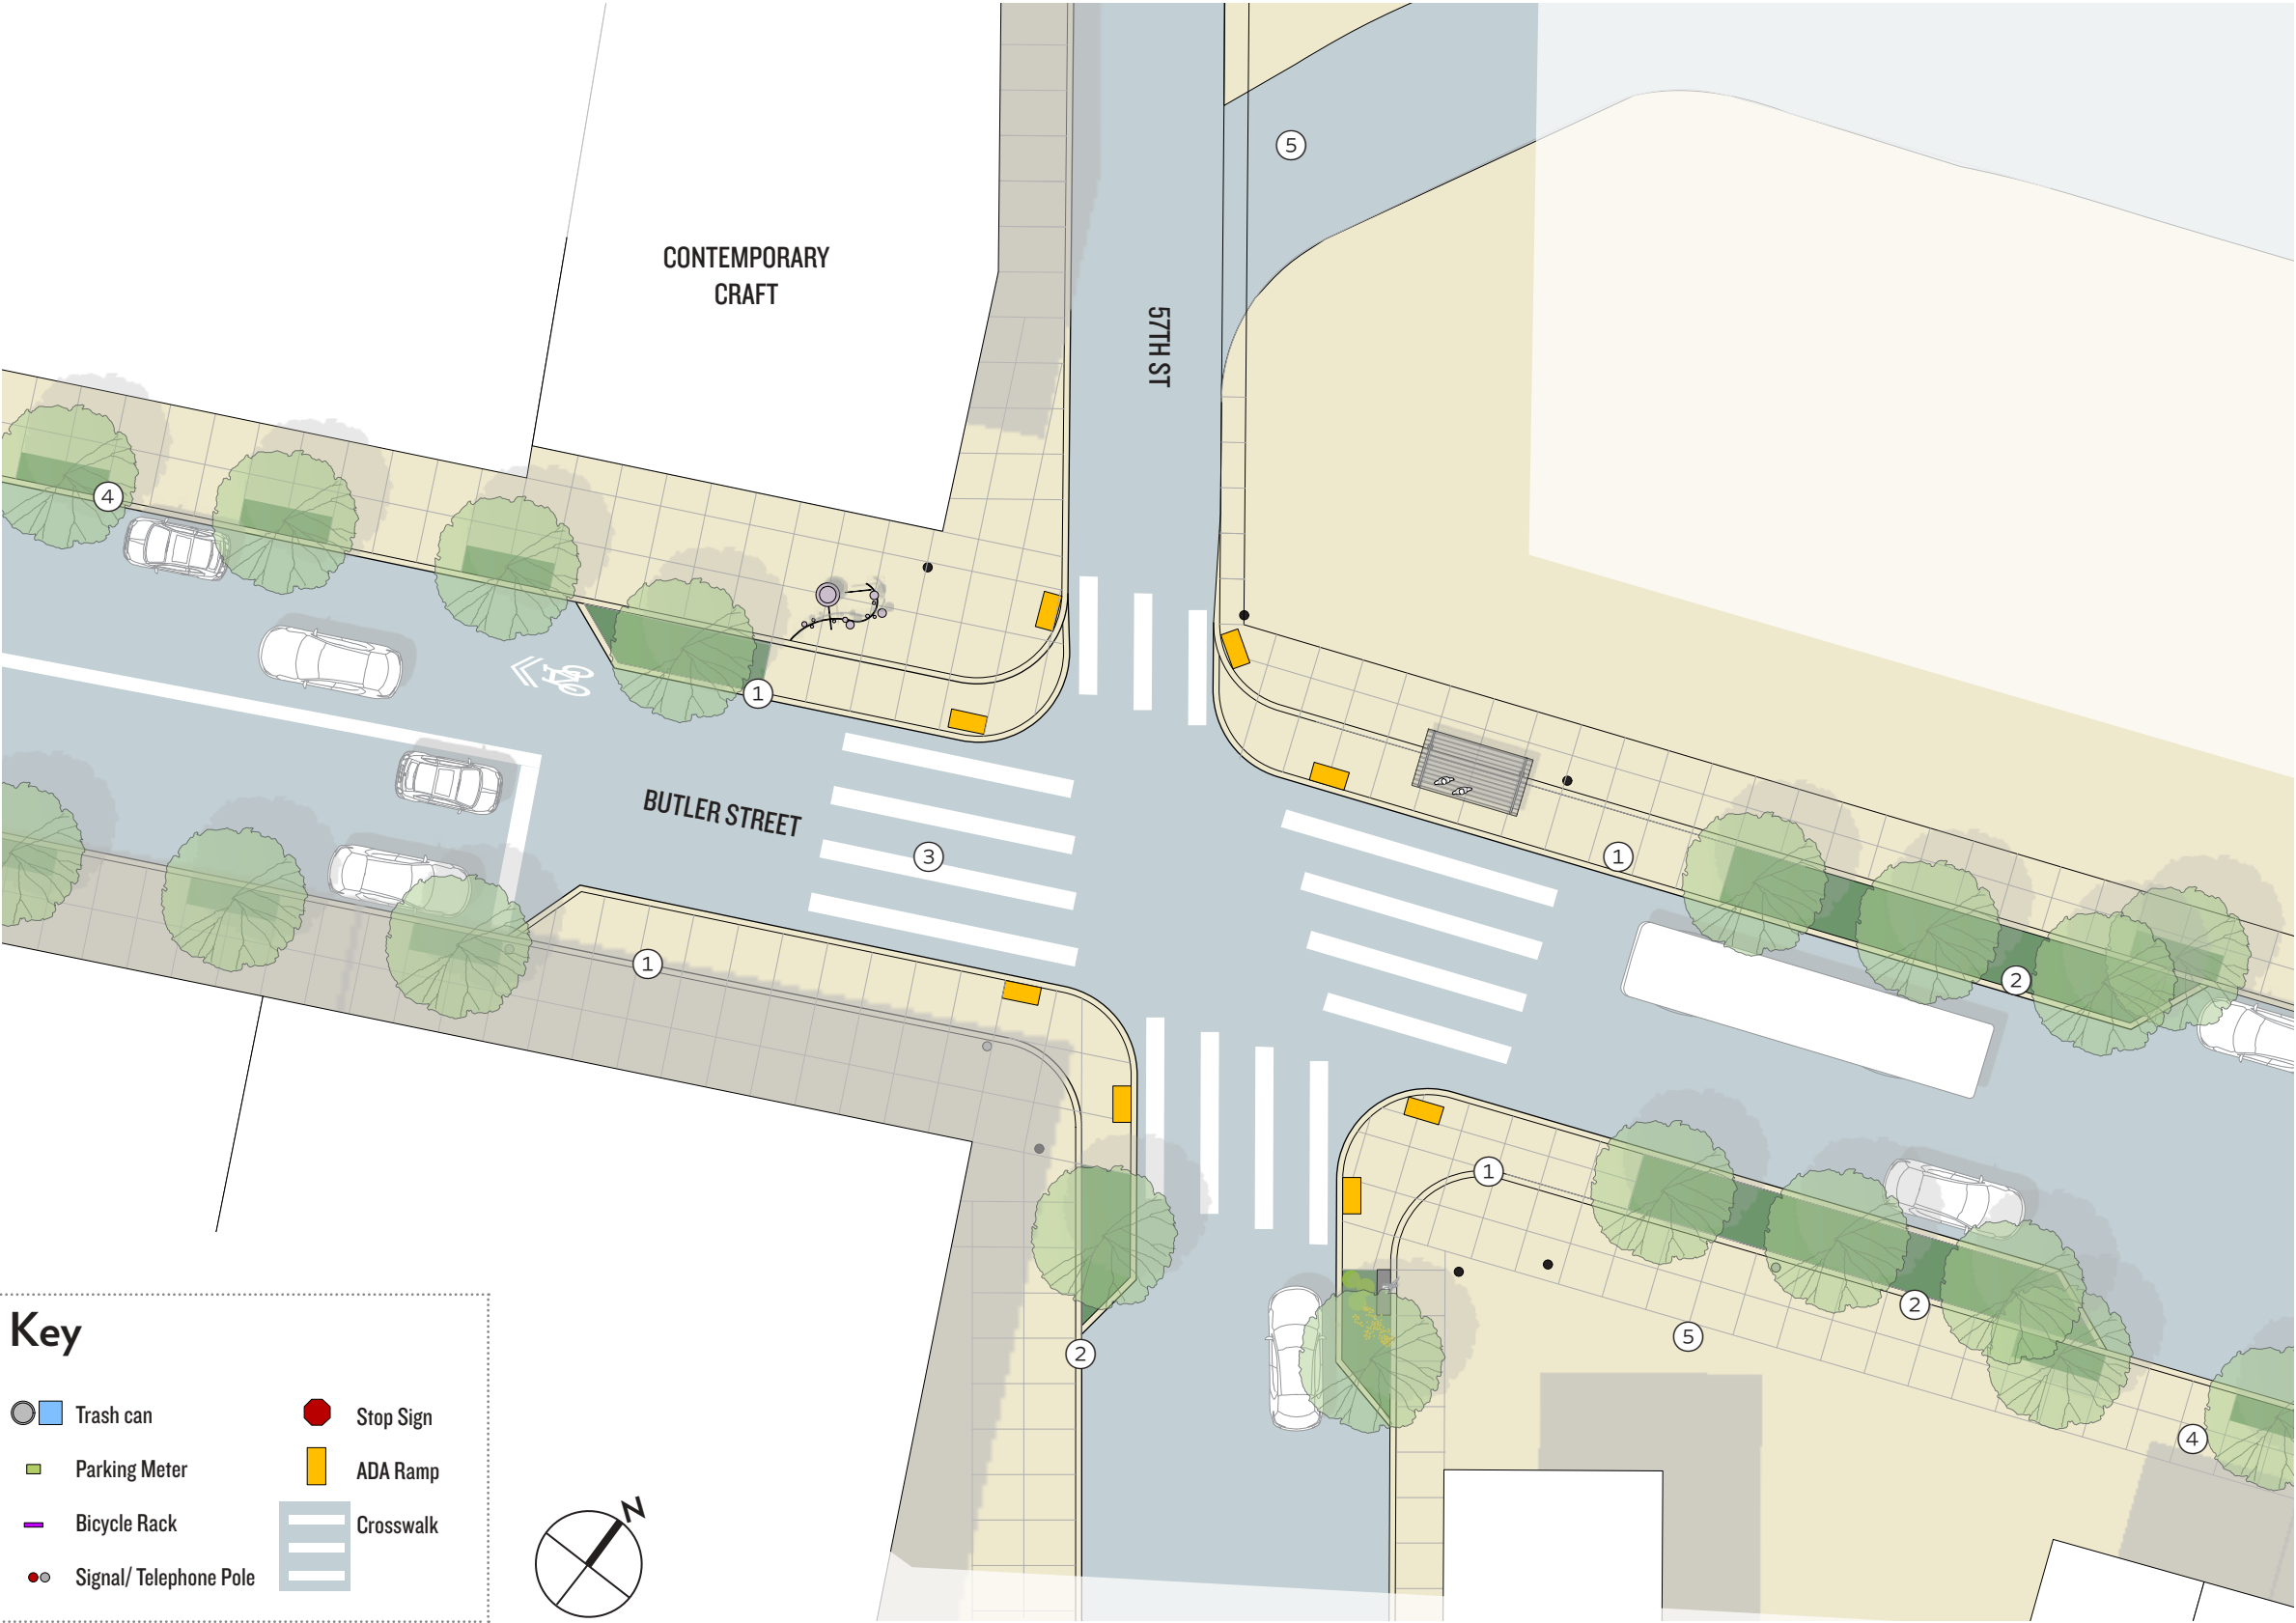 5
CONTEMPORARY
CRAFT
57TH ST
4
1
BUTLER STREET
3
1
1
2
1
2
5
2
4
Key
Trash can
Stop Sign
Parking Meter
ADA Ramp
Bicycle Rack
Crosswalk
Signal/ Telephone Pole
N